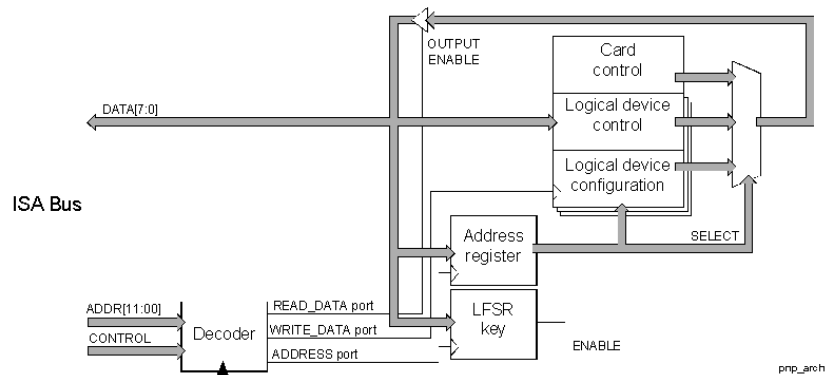 OUTPUT
ENABLE
Card
control
DATA[7:0]
Logical device
control
Logical device
configuration
ISA Bus
Address
register
SELECT
ADDR[11:00]
READ_DATA port
LFSR
key
Decoder
WRITE_DATA port
CONTROL
ENABLE
ADDRESS port
pnp_arch